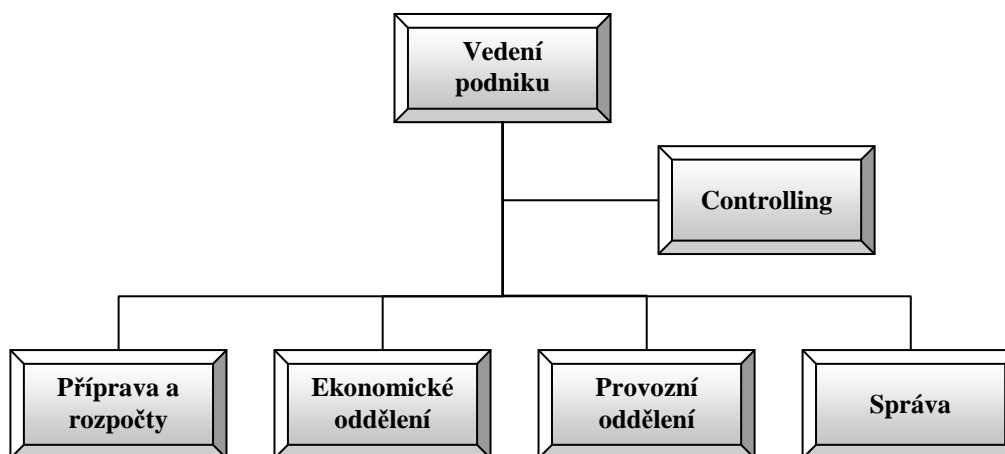 Vedení
podniku
Controlling
Příprava a
rozpočty
Ekonomické
oddělení
Provozní
oddělení
Správa